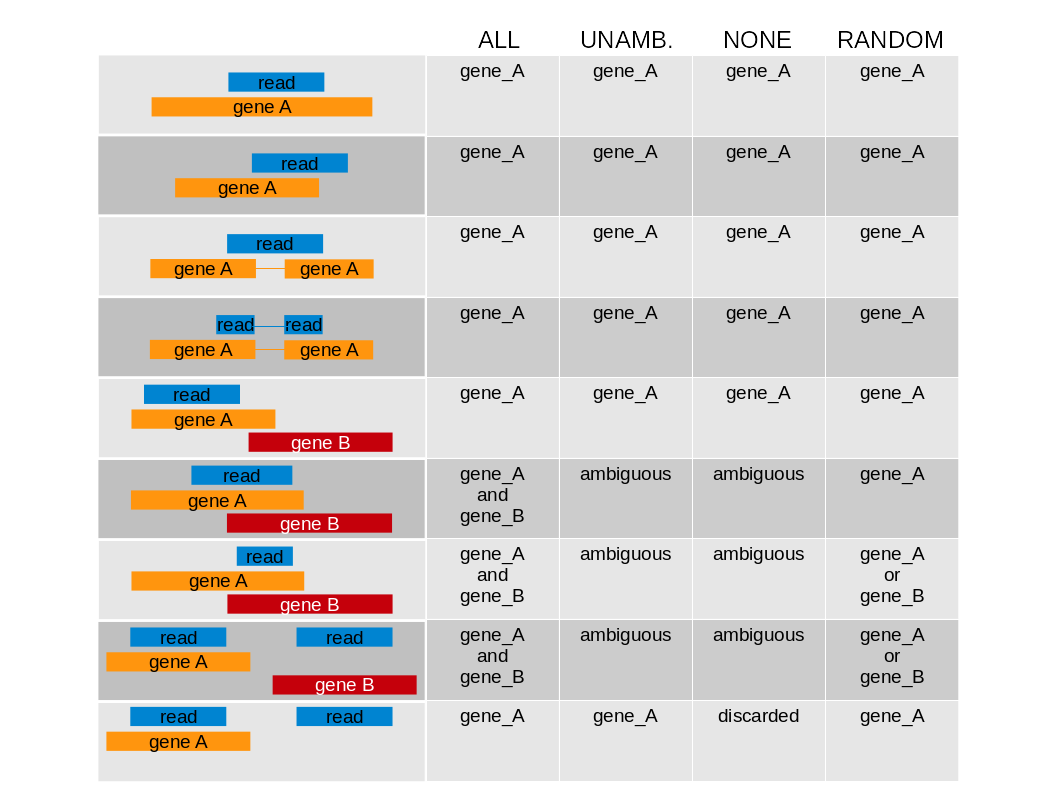 ALL UNAMB. NONE RANDOM
read gene_A gene_A gene_A gene_A
gene A
read gene_A gene_A gene_A gene_A
gene A
read gene_A gene_A gene_A gene_A
gene A gene A
read read gene_A gene_A gene_A gene_A
gene A gene A
read gene_A gene_A gene_A gene_A
gene A
gene B
read gene_A ambiguous ambiguous gene_A
gene A and
gene B gene_B
read gene_A ambiguous ambiguous gene_A
gene A and or
gene B gene_B gene_B
read read gene_A ambiguous ambiguous gene_A
gene A and or
gene B gene_B gene_B
read read gene_A gene_A discarded gene_A
gene A